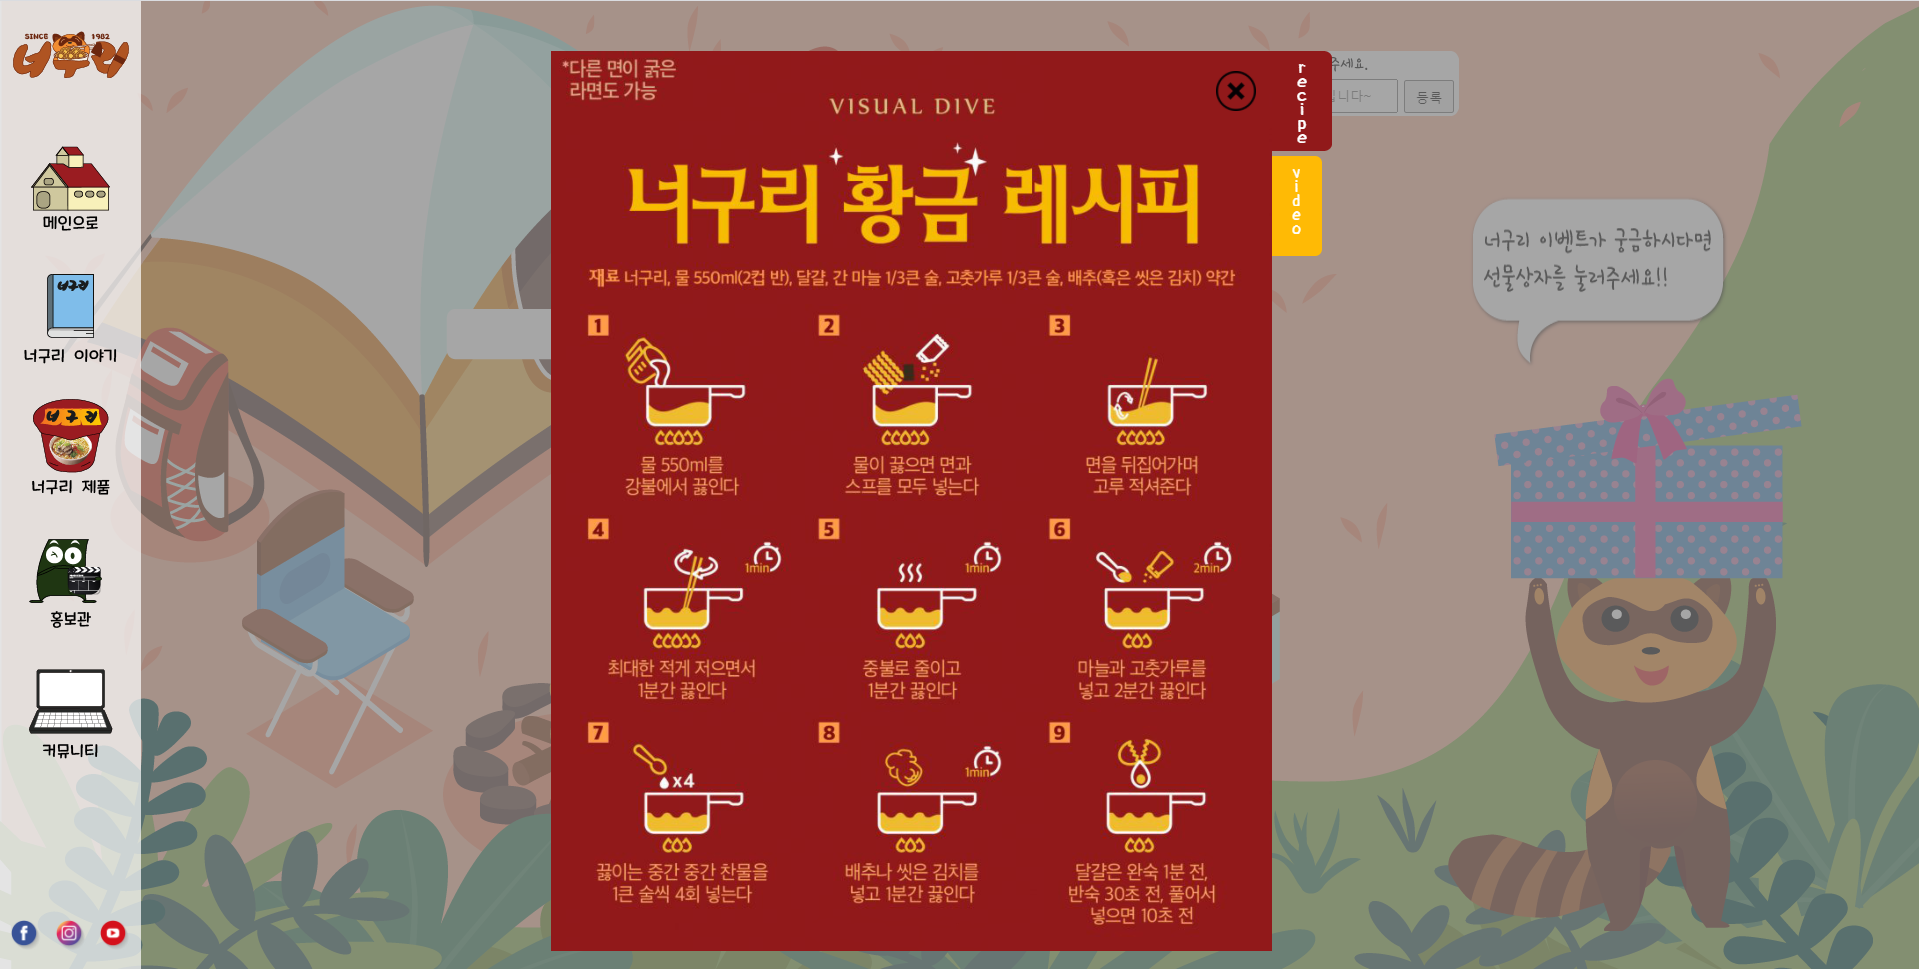 SINCE 1982
너구리
메인으로
너구리
너구리 이야기
너구리
너구리 제품
홍보관
커뮤니티
*다른 면이 굵은
라면도 가능
VISUAL DIVE
너구리 황금 레시피
재료 너구리, 물 550ml(2컵 반), 달걀, 간 마늘 1/3큰 술, 고춧가루 1/3큰 술, 배추(혹은 씻은 김치) 약간
1
물 550ml를
강불에서 끓인다
2
물이 끓으면 면과
스프를 모두 넣는다
3
면을 뒤집어가며
고루 적셔준다
4
1min
최대한 적게 저으면서
1분간 끓인다
5
1min
중불로 줄이고
1분간 끓인다
6
2min
마늘과 고춧가루를
넣고 2분간 끓인다
7
x4
끓이는 중간 중간 찬물을
1큰 술씩 4회 넣는다
8
1min
배추나 씻은 김치를
넣고 1분간 끓인다
9
달걀은 완숙 1분 전,
반숙 30초 전, 풀어서
넣으면 10초 전
recipe
video
주세요.
입니다~
등록
너구리 이벤트가 궁금하시다면
선물상자를 눌러주세요!!